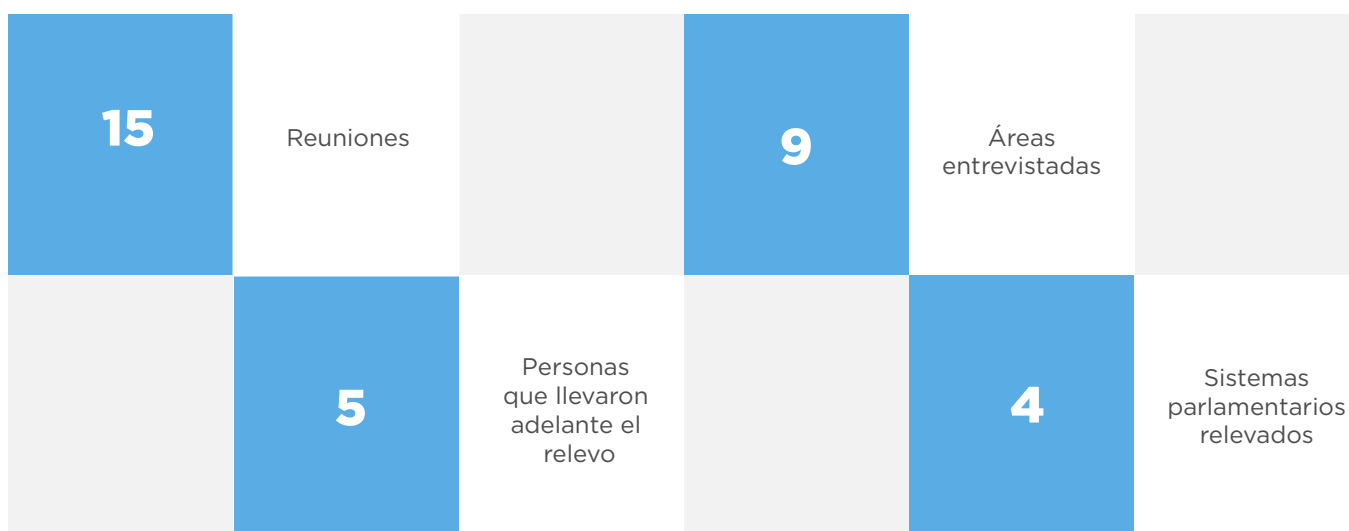 15
Reuniones
9
Áreas
entrevistadas
5
Personas
que llevaron
adelante el
relevo
4
Sistemas
parlamentarios
relevados